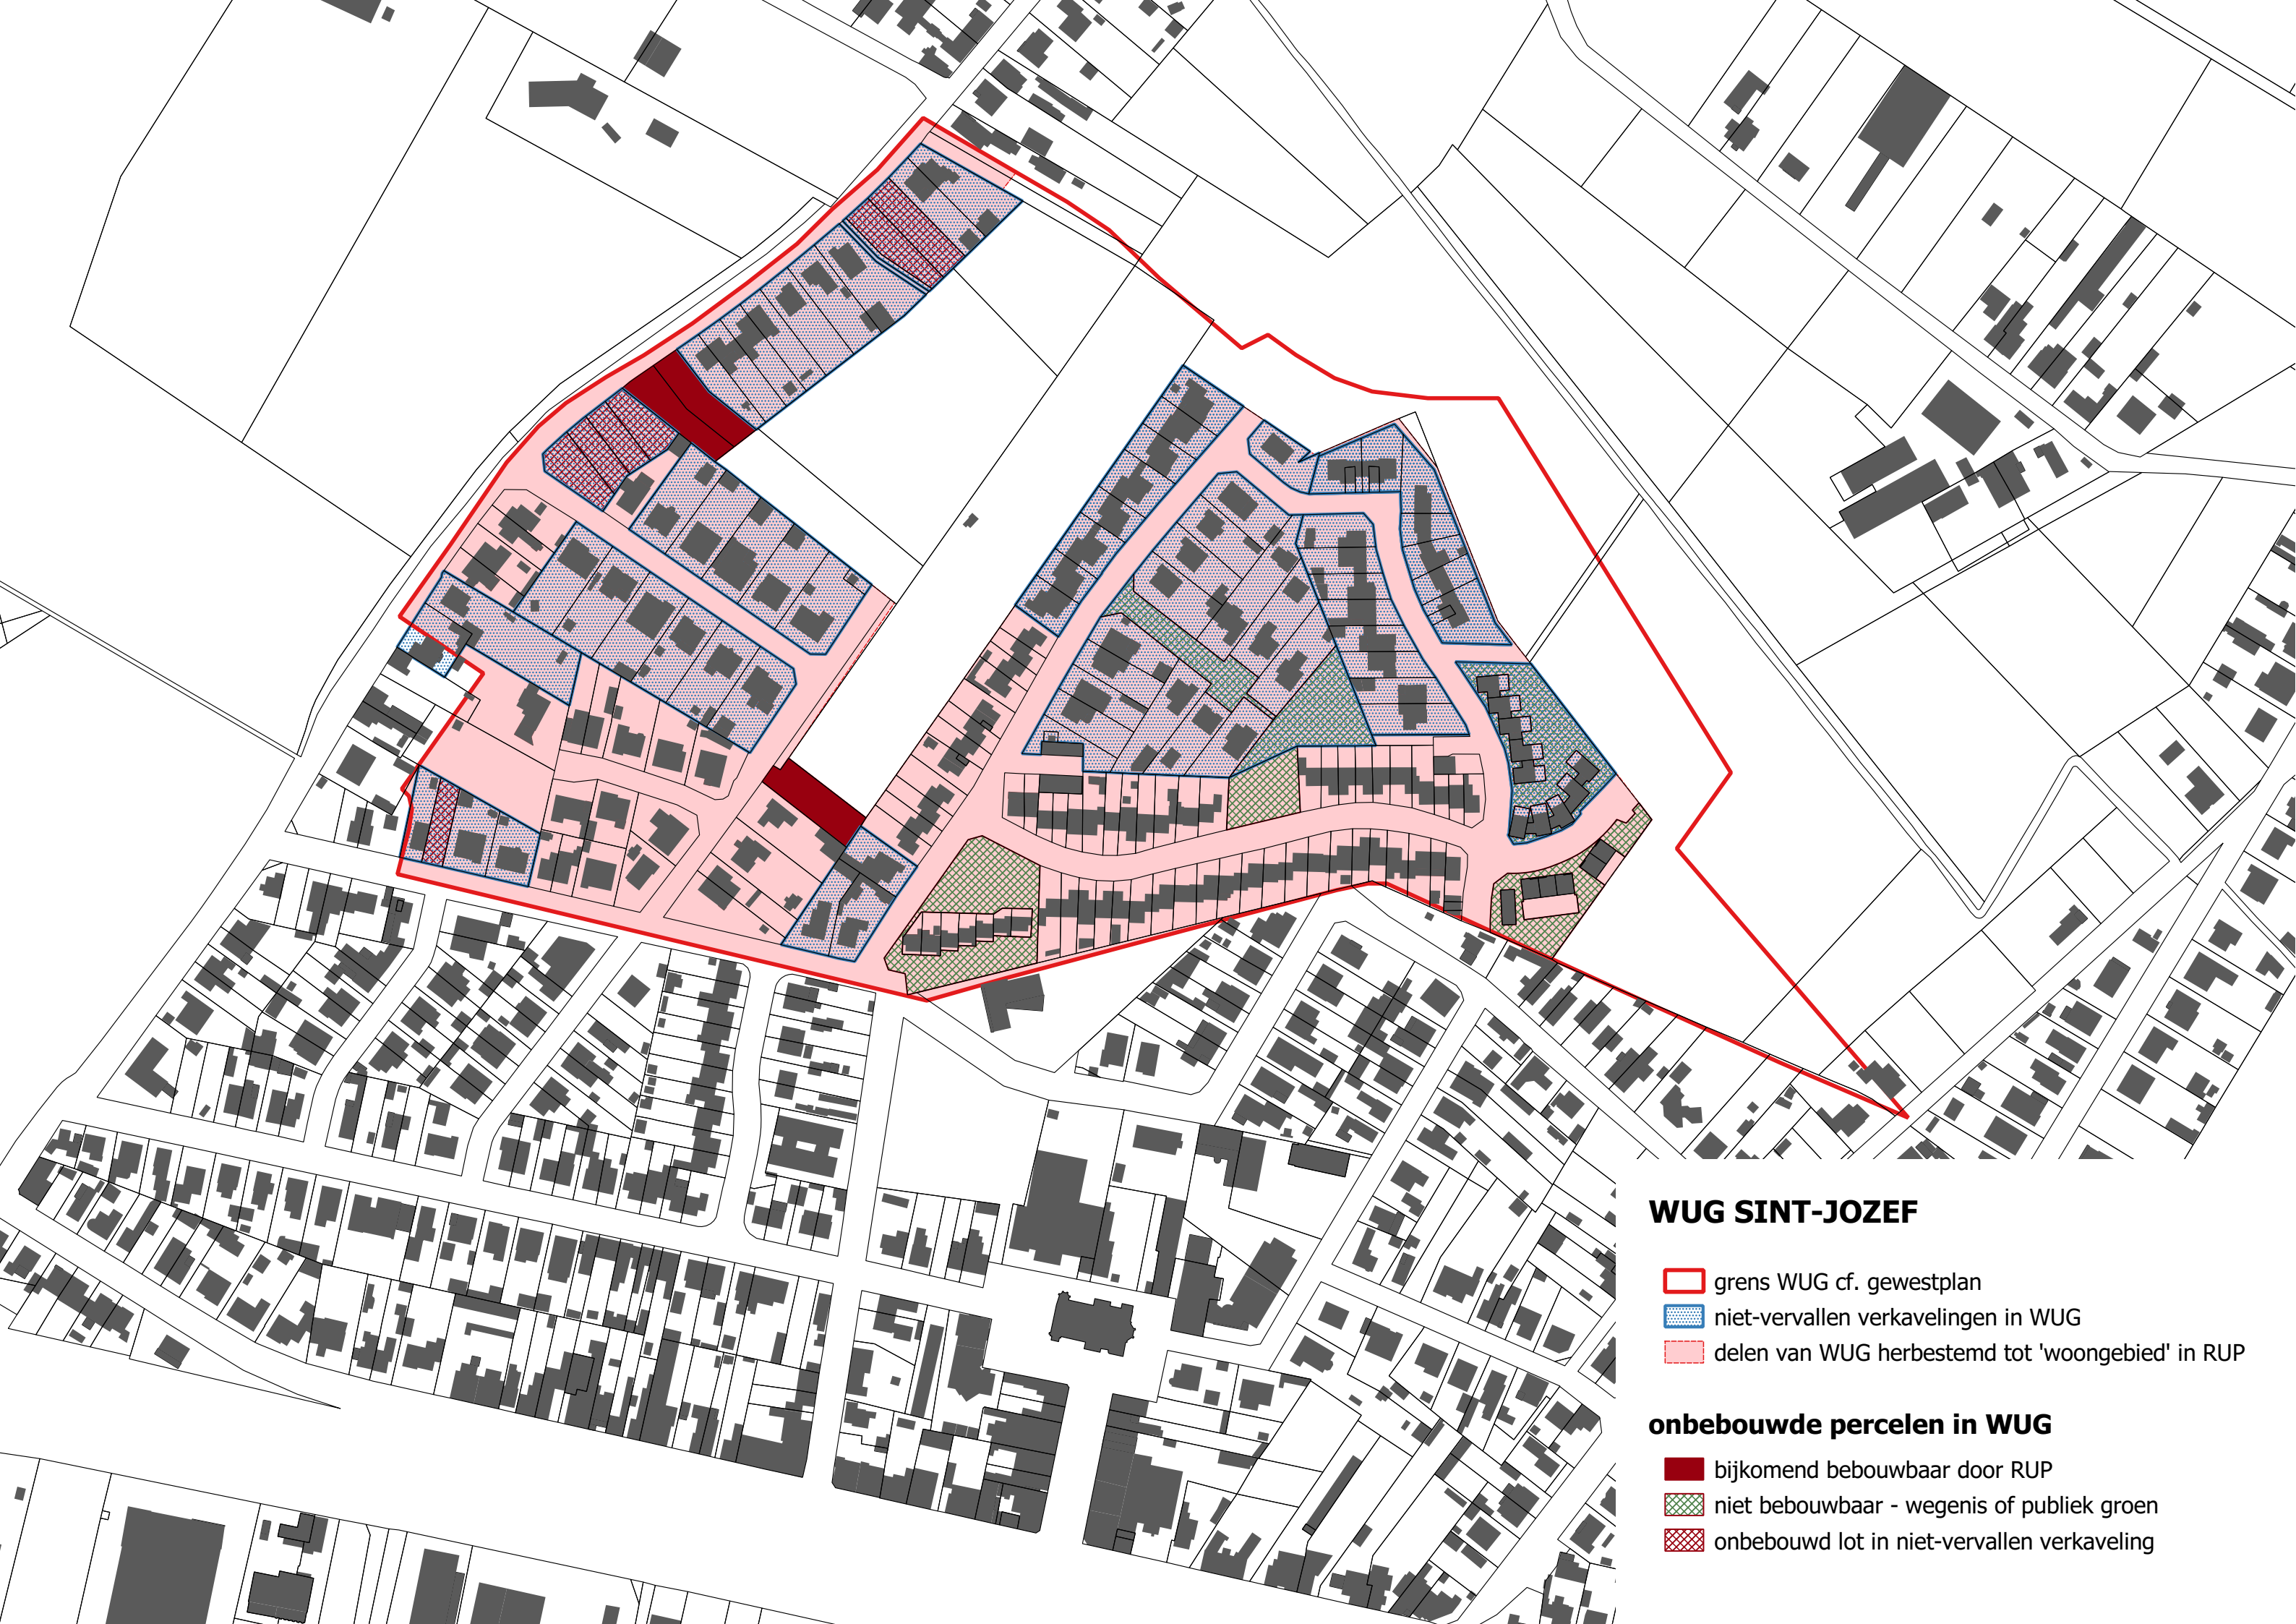 WUG SINT-JOZEF
grens WUG cf. gewestplan
niet-vervallen verkavelingen in WUG
delen van WUG herbestemd tot 'woongebied' in RUP
onbebouwde percelen in WUG
bijkomend bebouwbaar door RUP
niet bebouwbaar - wegenis of publiek groen
onbebouwd lot in niet-vervallen verkaveling